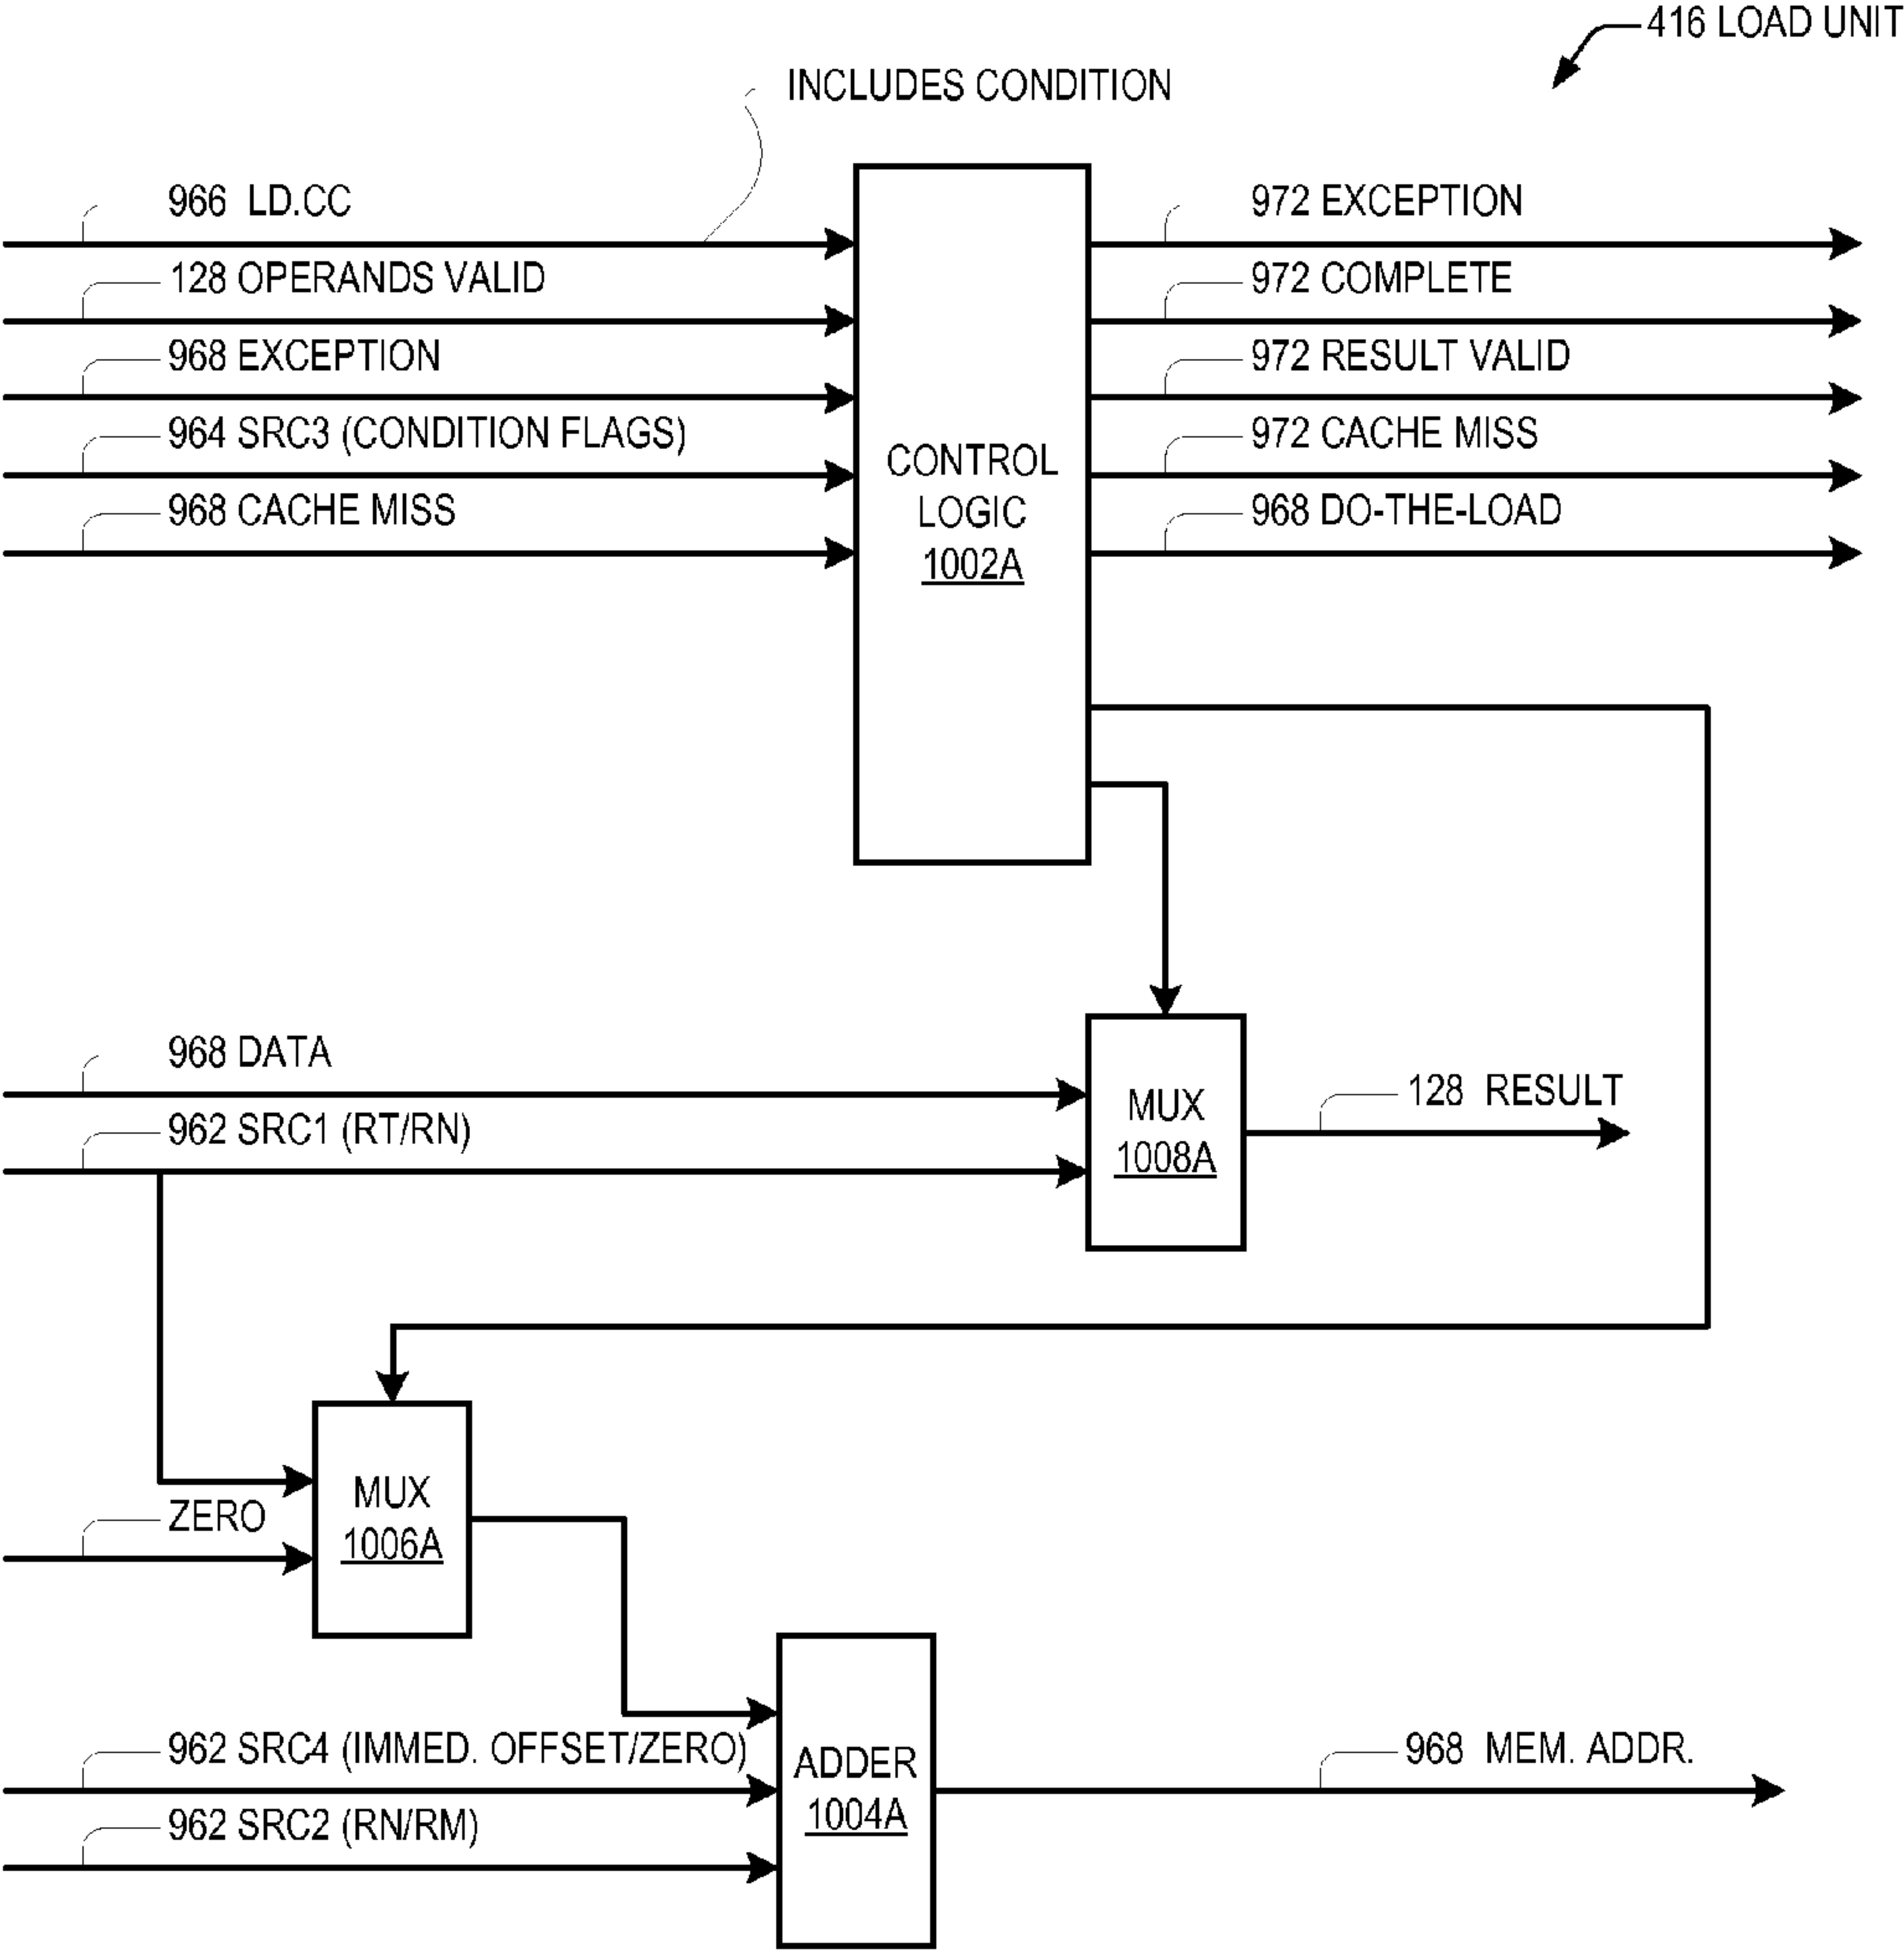 416 LOAD UNIT
INCLUDES CONDITION
966 LD.CC
972 EXCEPTION
128 OPERANDS VALID
972 COMPLETE
968 EXCEPTION
972 RESULT VALID
964 SRC3 (CONDITION FLAGS)
972 CACHE MISS
968 CACHE MISS
968 DO-THE-LOAD
CONTROL
LOGIC
1002A
968 DATA
962 SRC1 (RT/RN)
MUX
1008A
128 RESULT
ZERO
MUX
1006A
962 SRC4 (IMMED. OFFSET/ZERO)
962 SRC2 (RN/RM)
ADDER
1004A
968 MEM. ADDR.